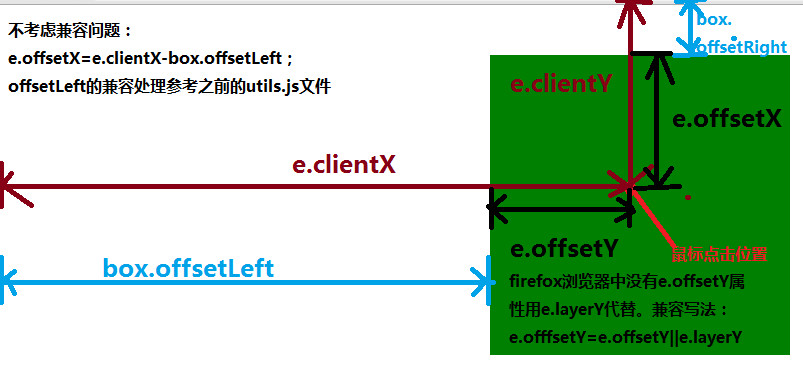 不考虑兼容问题：
e.offsetX=e.clientX-box.offsetLeft；
offsetLeft的兼容处理参考之前的utils.js文件
box.
offsetRight
e.clientY
e.offsetX
e.clientX
e.offsetY
鼠标点击位置
box.offsetLeft
firefox浏览器中没有e.offsetY属
性用e.layerY代替。兼容写法：
e.offfsetY=e.offsetY||e.layerY